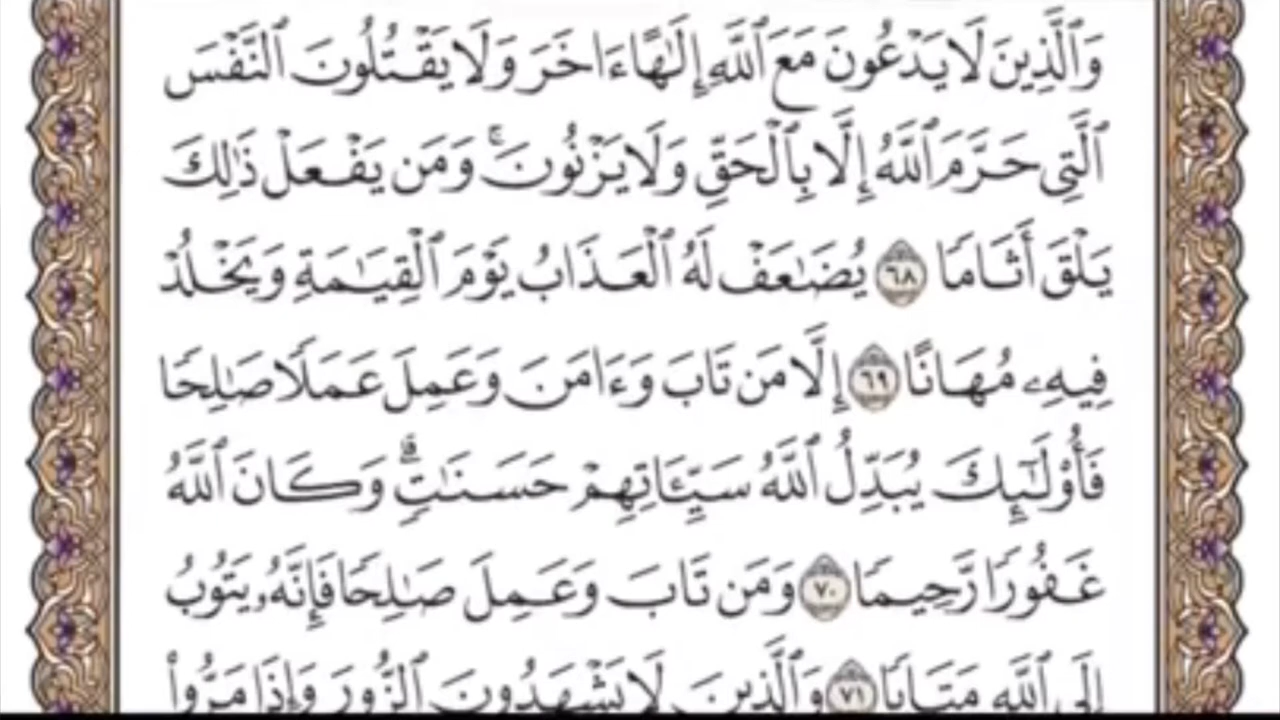 وَٱلَّذِينَ لَا يَدْعُونَ مَعَ ٱللَّهِ إِلَٰهًا ءَاخَرَ وَلَا يَقْتُلُونَ ٱلنَّفْسَ
ٱلَّتِى حَرَّمَ ٱللَّهُ إِلَّا بِٱلْحَقِّ وَلَا يَزْنُونَ ۚ وَمَن يَفْعَلْ ذَٰلِكَ
يَلْقَ أَثَامًا ٦٨ يُضَٰعَفْ لَهُ ٱلْعَذَابُ يَوْمَ ٱلْقِيَٰمَةِ وَيَخْلُدْ
فِيهِۦ مُهَانًا ٦٩ إِلَّا مَن تَابَ وَءَامَنَ وَعَمِلَ عَمَلًا صَٰلِحًا
فَأُو۟لَٰٓئِكَ يُبَدِّلُ ٱللَّهُ سَيِّـَٔاتِهِمْ حَسَنَٰتٍ ۗ وَكَانَ ٱللَّهُ
غَفُورًا رَّحِيمًا ٧٠ وَمَن تَابَ وَعَمِلَ صَٰلِحًا فَإِنَّهُۥ يَتُوبُ
إِلَى ٱللَّهِ مَتَابًا ٧١ وَٱلَّذِينَ لَا يَشْهَدُونَ ٱلزُّورَ وَإِذَا مَرُّوا۟